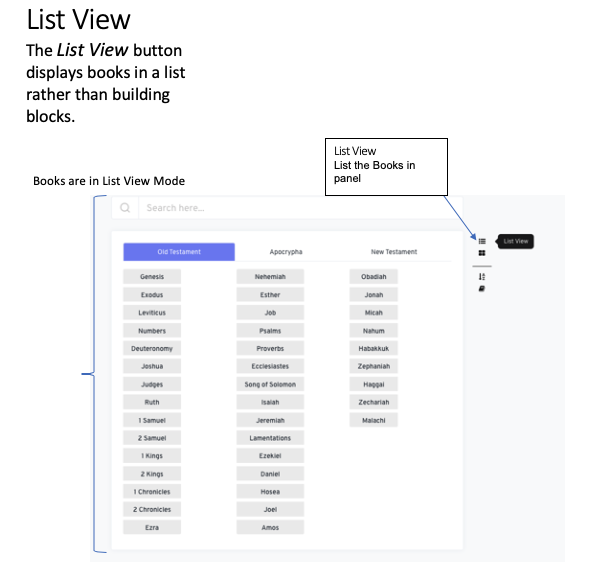 List View
The List View button
displays books in a list
rather than building
blocks.
List View
List the Books in
panel
Books are in List View Mode
Search here...
List View
Old Testament Apocrypha New Testament
Genesis Nehemiah Obadiah
Exodus Esther Jonah
Leviticus Job Micah
Numbers Psalms Nahum
Deuteronomy Proverbs Habakkuk
Joshua Ecclesiastes Zephaniah
Judges Song of Solomon Haggai
Ruth Isaiah Zechariah
1 Samuel Jeremiah Malachi
2 Samuel Lamentations
1 Kings Ezekiel
2 Kings Daniel
1 Chronicles Hosea
2 Chronicles Joel
Ezra Amos